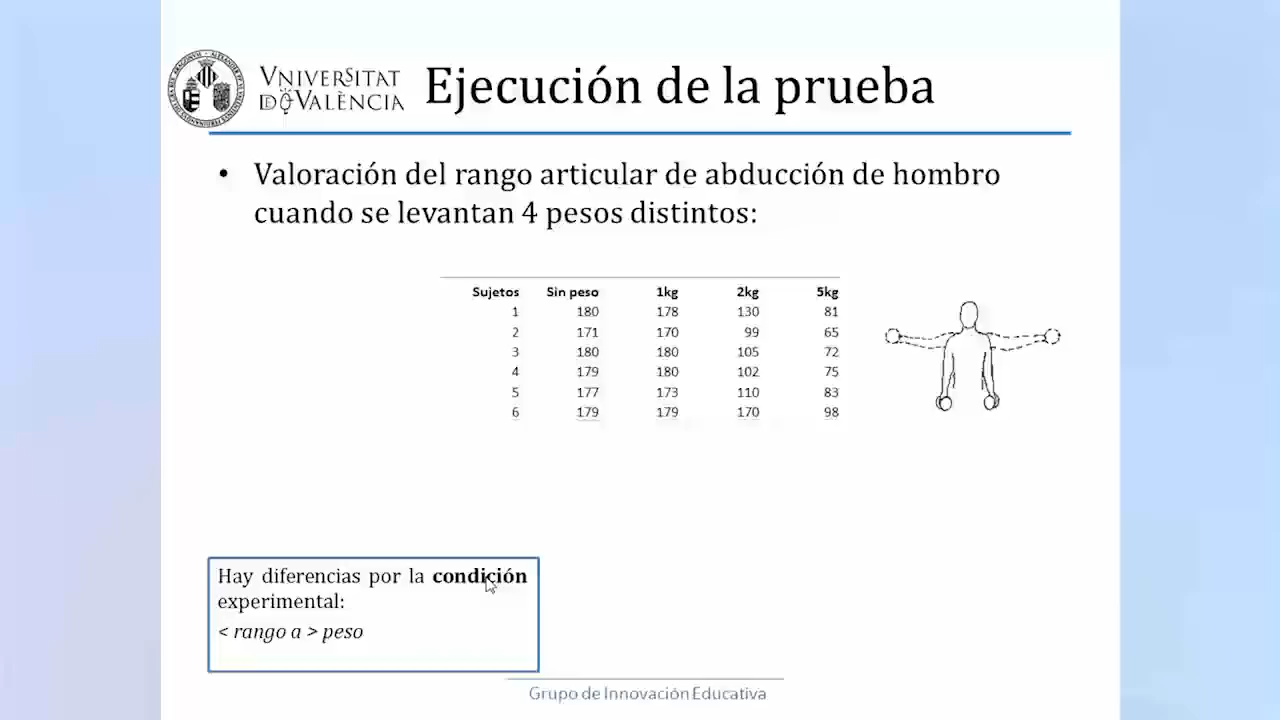 VNIVERSITAT
D VALÈNCIA
Ejecución de la prueba
• Valoración del rango articular de abducción de hombro
cuando se levantan 4 pesos distintos:
Sujetos Sin peso 1kg 2kg 5kg
1 180 178 130 81
2 171 170 99 65
3 180 180 105 72
4 179 180 102 75
5 177 173 110 83
6 179 179 170 98
Hay diferencias por la condición
experimental:
< rango a > peso
Grupo de Innovación Educativa